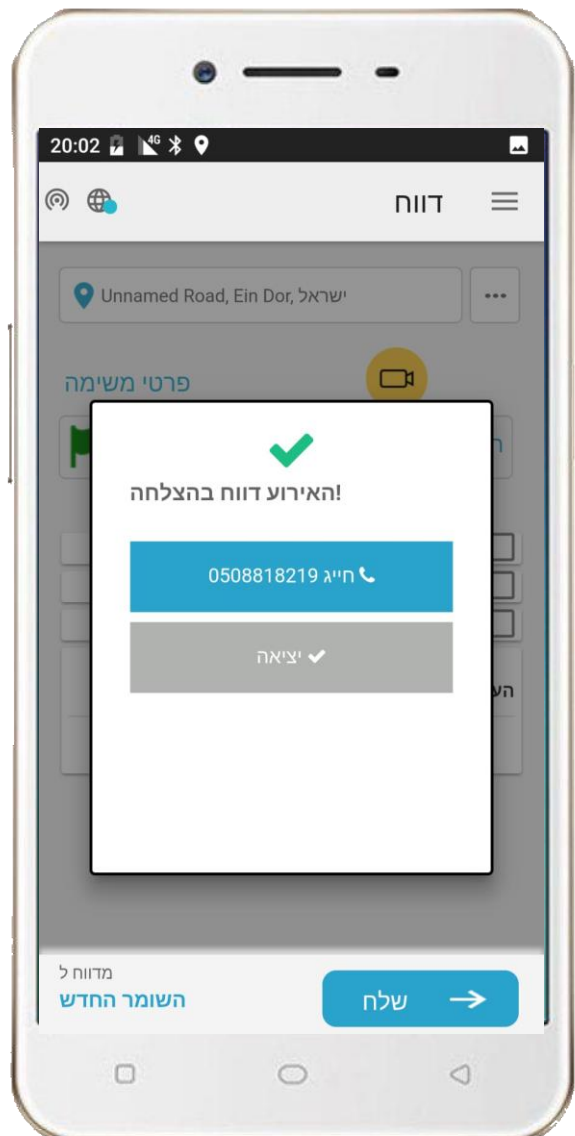 20:02 4G
דווח
Unnamed Road, Ein Dor, ישראל
פרטי משימה
האירוע דווח בהצלחה!
חייג 0508818219
יציאה
הע
מדווח ל
השומר החדש
שלח